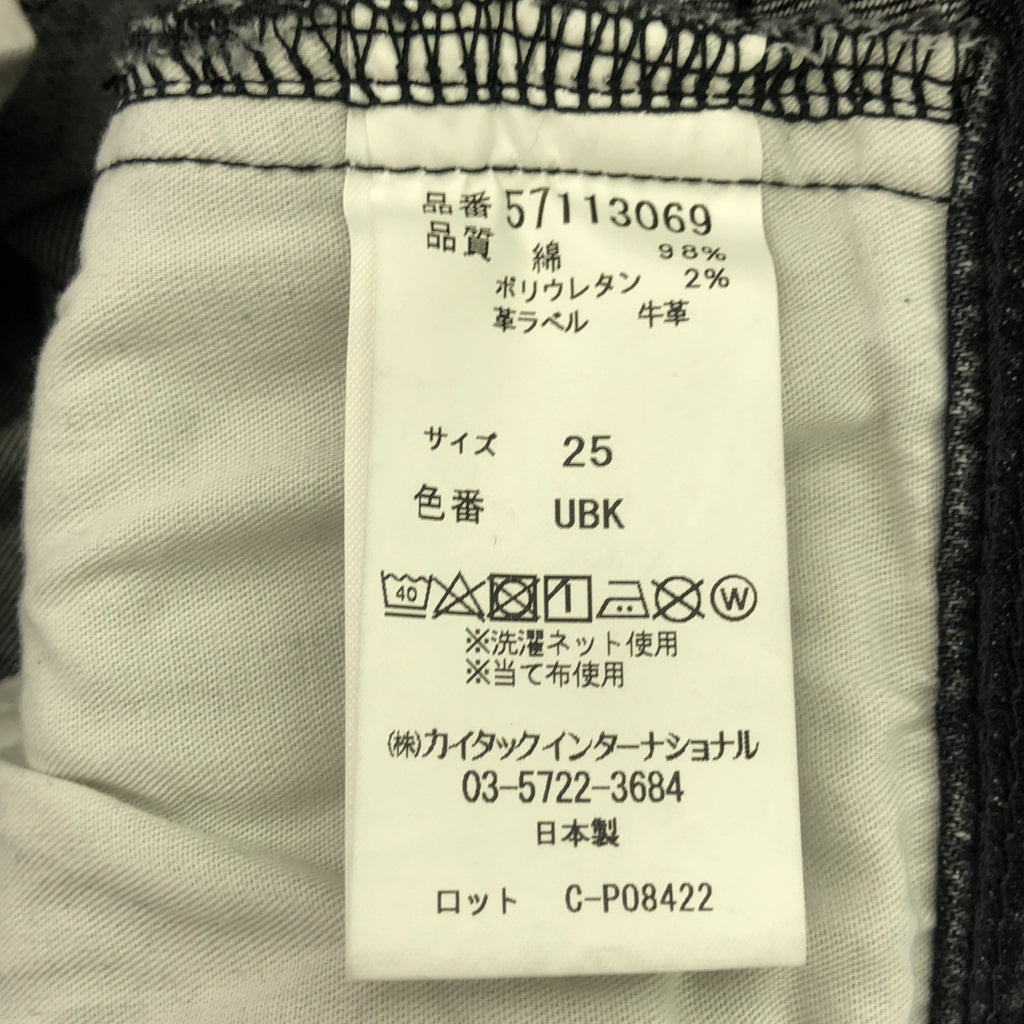 品番 57113069
品質 綿 98%
ポリウレタン 2%
革ラベル 牛革
サイズ 25
色番 UBK
40 W
※洗濯ネット使用
※当て布使用
㈱カイタックインターナショナル
03-5722-3684
日本製
ロット C-P08422